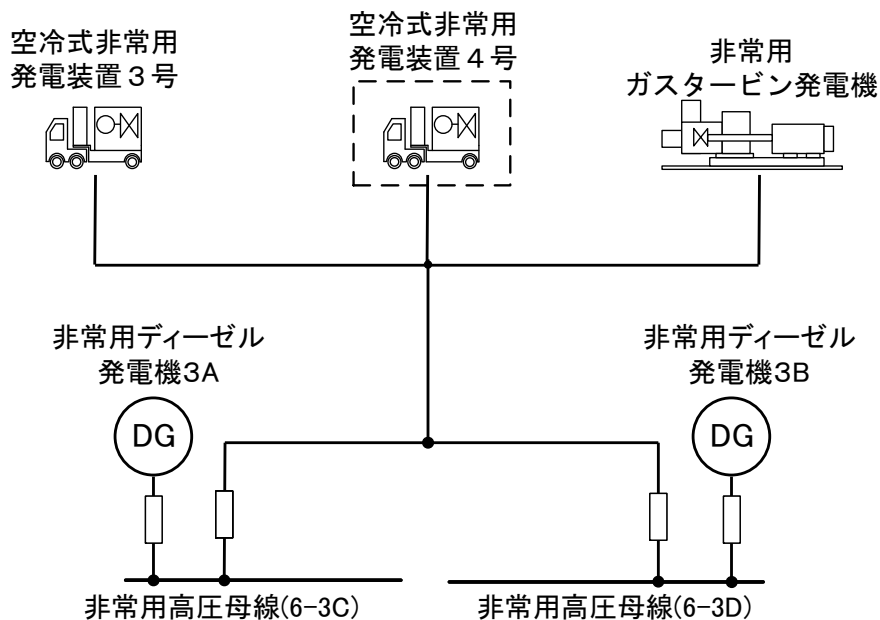 空冷式非常用
発電装置３号
空冷式非常用
発電装置４号
非常用
ガスタービン発電機
非常用ディーゼル
発電機3A
非常用ディーゼル
発電機3B
DG
DG
非常用高圧母線(6-3C)
非常用高圧母線(6-3D)